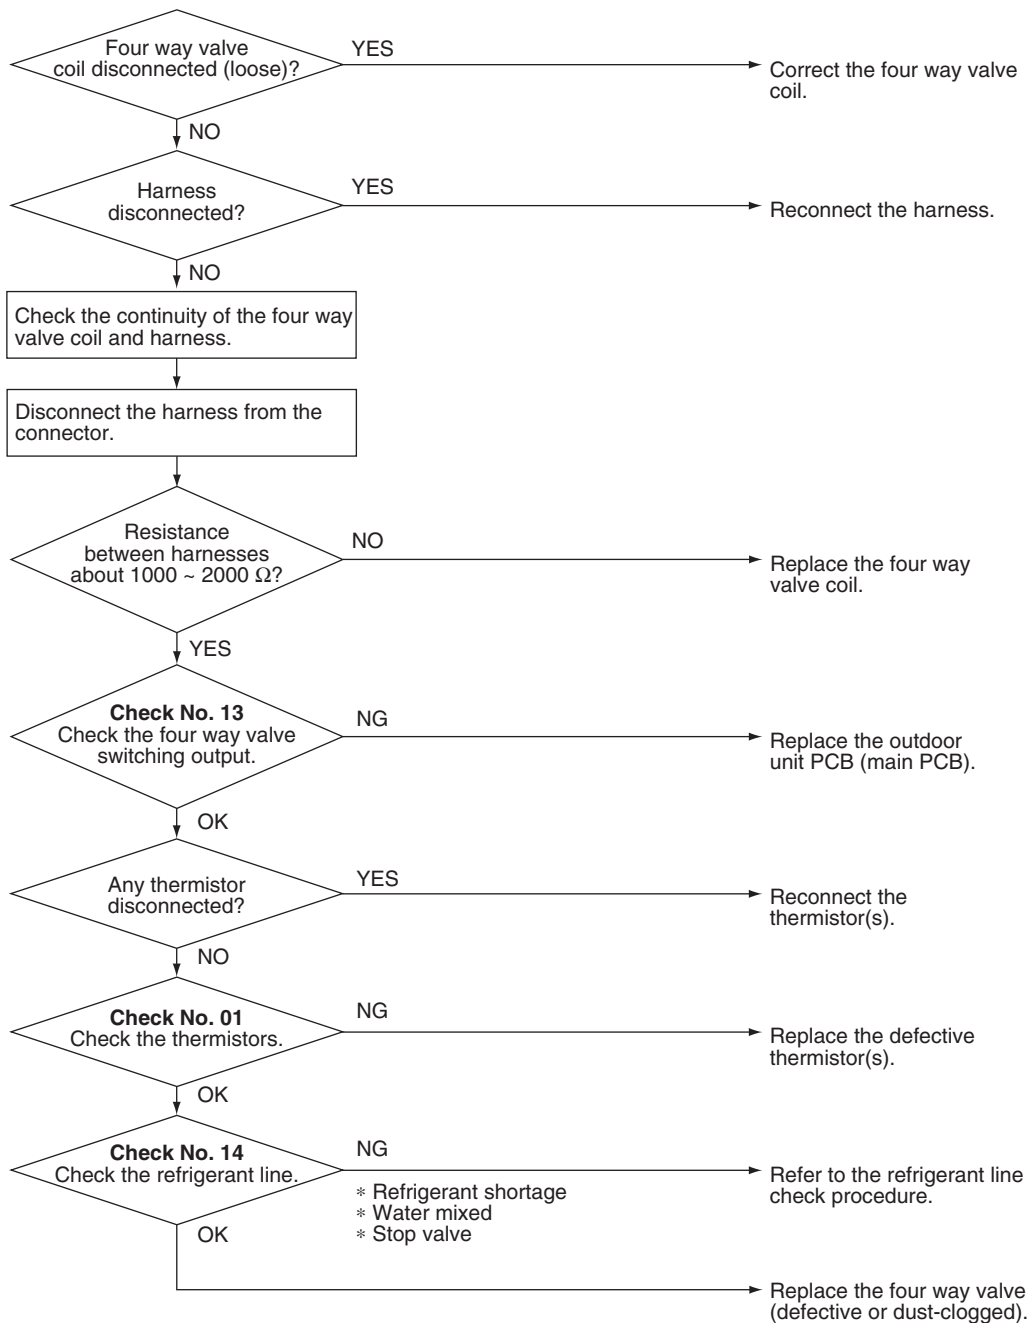 Four way valve
coil disconnected (loose)?
YES
Correct the four way valve
coil.
NO
Harness
disconnected?
YES
Reconnect the harness.
NO
Check the continuity of the four way
valve coil and harness.
Disconnect the harness from the
connector.
Resistance
between harnesses
about 1000 ~ 2000 Ω?
NO
Replace the four way
valve coil.
YES
Check No. 13
Check the four way valve
switching output.
NG
Replace the outdoor
unit PCB (main PCB).
OK
Any thermistor
disconnected?
YES
Reconnect the
thermistor(s).
NO
Check No. 01
Check the thermistors.
NG
Replace the defective
thermistor(s).
OK
Check No. 14
Check the refrigerant line.
NG
∗ Refrigerant shortage
∗ Water mixed
∗ Stop valve
Refer to the refrigerant line
check procedure.
OK
Replace the four way valve
(defective or dust-clogged).